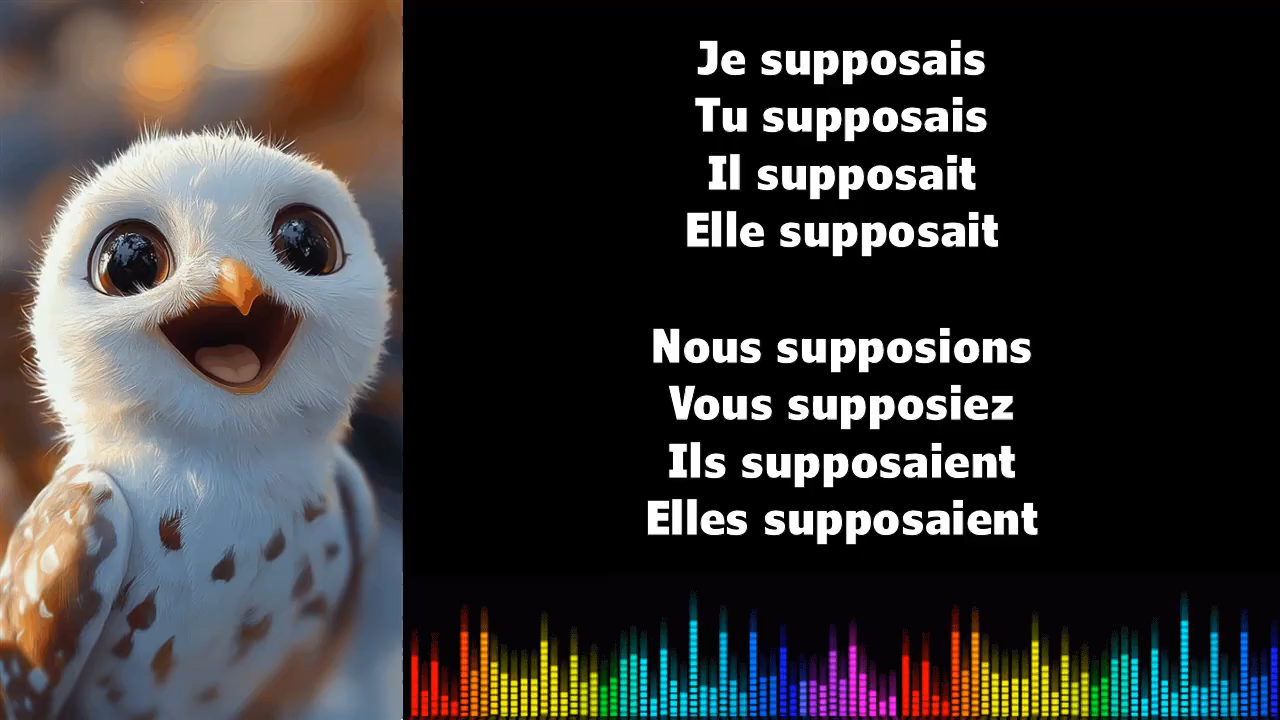 Je supposais
Tu supposais
Il supposait
Elle supposait
Nous supposions
Vous supposiez
Ils supposaient
Elles supposaient